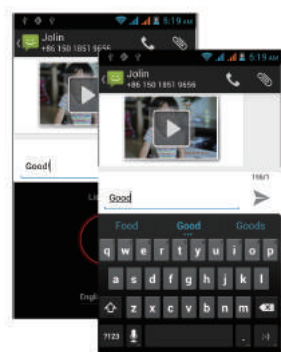 5:19 AM
Jolin
+86 150 1851 9656
Good!
Engli
5:19 AM
Jolin
+86 150 1851 9656
Good
Food Good Goods
q w e r t y u i o p
a s d f g h j k l
z x c v b n m
?123 . :-)